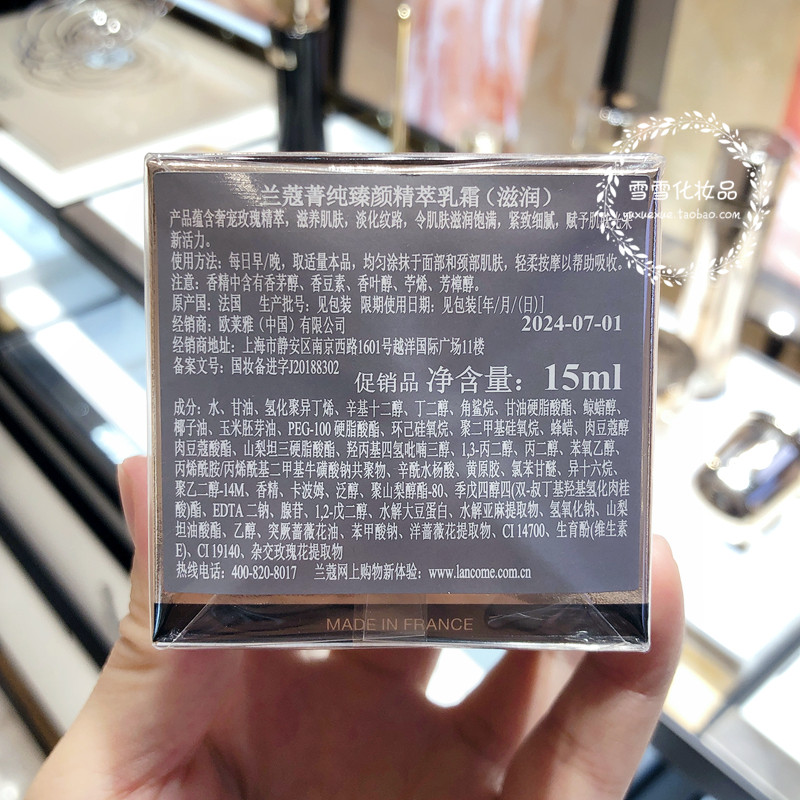 雪雪化妆品
yxxuexue.taobao.com
兰蔻菁纯臻颜精萃乳霜（滋润）
产品蕴含奢宠玫瑰精萃，滋养肌肤，淡化纹路，令肌肤滋润饱满，紧致细腻，赋予肌
新活力。
使用方法：每日早/晚，取适量本品，均匀涂抹于面部和颈部肌肤，轻柔按摩以帮助吸收。
注意：香精中含有香茅醇、香豆素、香叶醇、苧烯、芳樟醇。
原产国：法国 生产批号：见包装 限期使用日期：见包装[年/月/(日)]
经销商：欧莱雅（中国）有限公司 2024-07-01
经销商地址：上海市静安区南京西路1601号越洋国际广场11楼
备案文号：国妆备进字J20188302
促销品 净含量：15ml
成分：水、甘油、氢化聚异丁烯、辛基十二醇、丁二醇、角鲨烷、甘油硬脂酸酯、鲸蜡醇、
椰子油、玉米胚芽油、PEG-100 硬脂酸酯、环己硅氧烷、聚二甲基硅氧烷、蜂蜡、肉豆蔻醇
肉豆蔻酸酯、山梨坦三硬脂酸酯、羟丙基四氢吡喃三醇、1,3-丙二醇、丙二醇、苯氧乙醇、
丙烯酰胺/丙烯酰基二甲基牛磺酸钠共聚物、辛酰水杨酸、黄原胶、氯苯甘醚、异十六烷、
聚乙二醇-14M、香精、卡波姆、泛醇、聚山梨醇酯-80、季戊四醇四(双-叔丁基羟基氢化肉桂
酸)酯、EDTA 二钠、腺苷、1,2-戊二醇、水解大豆蛋白、水解亚麻提取物、氢氧化钠、山梨
坦油酸酯、乙醇、突厥蔷薇花油、苯甲酸钠、洋蔷薇花提取物、CI 14700、生育酚(维生素
E)、CI 19140、杂交玫瑰花提取物
热线电话：400-820-8017 兰蔻网上购物新体验：www.lancome.com.cn
MADE IN FRANCE